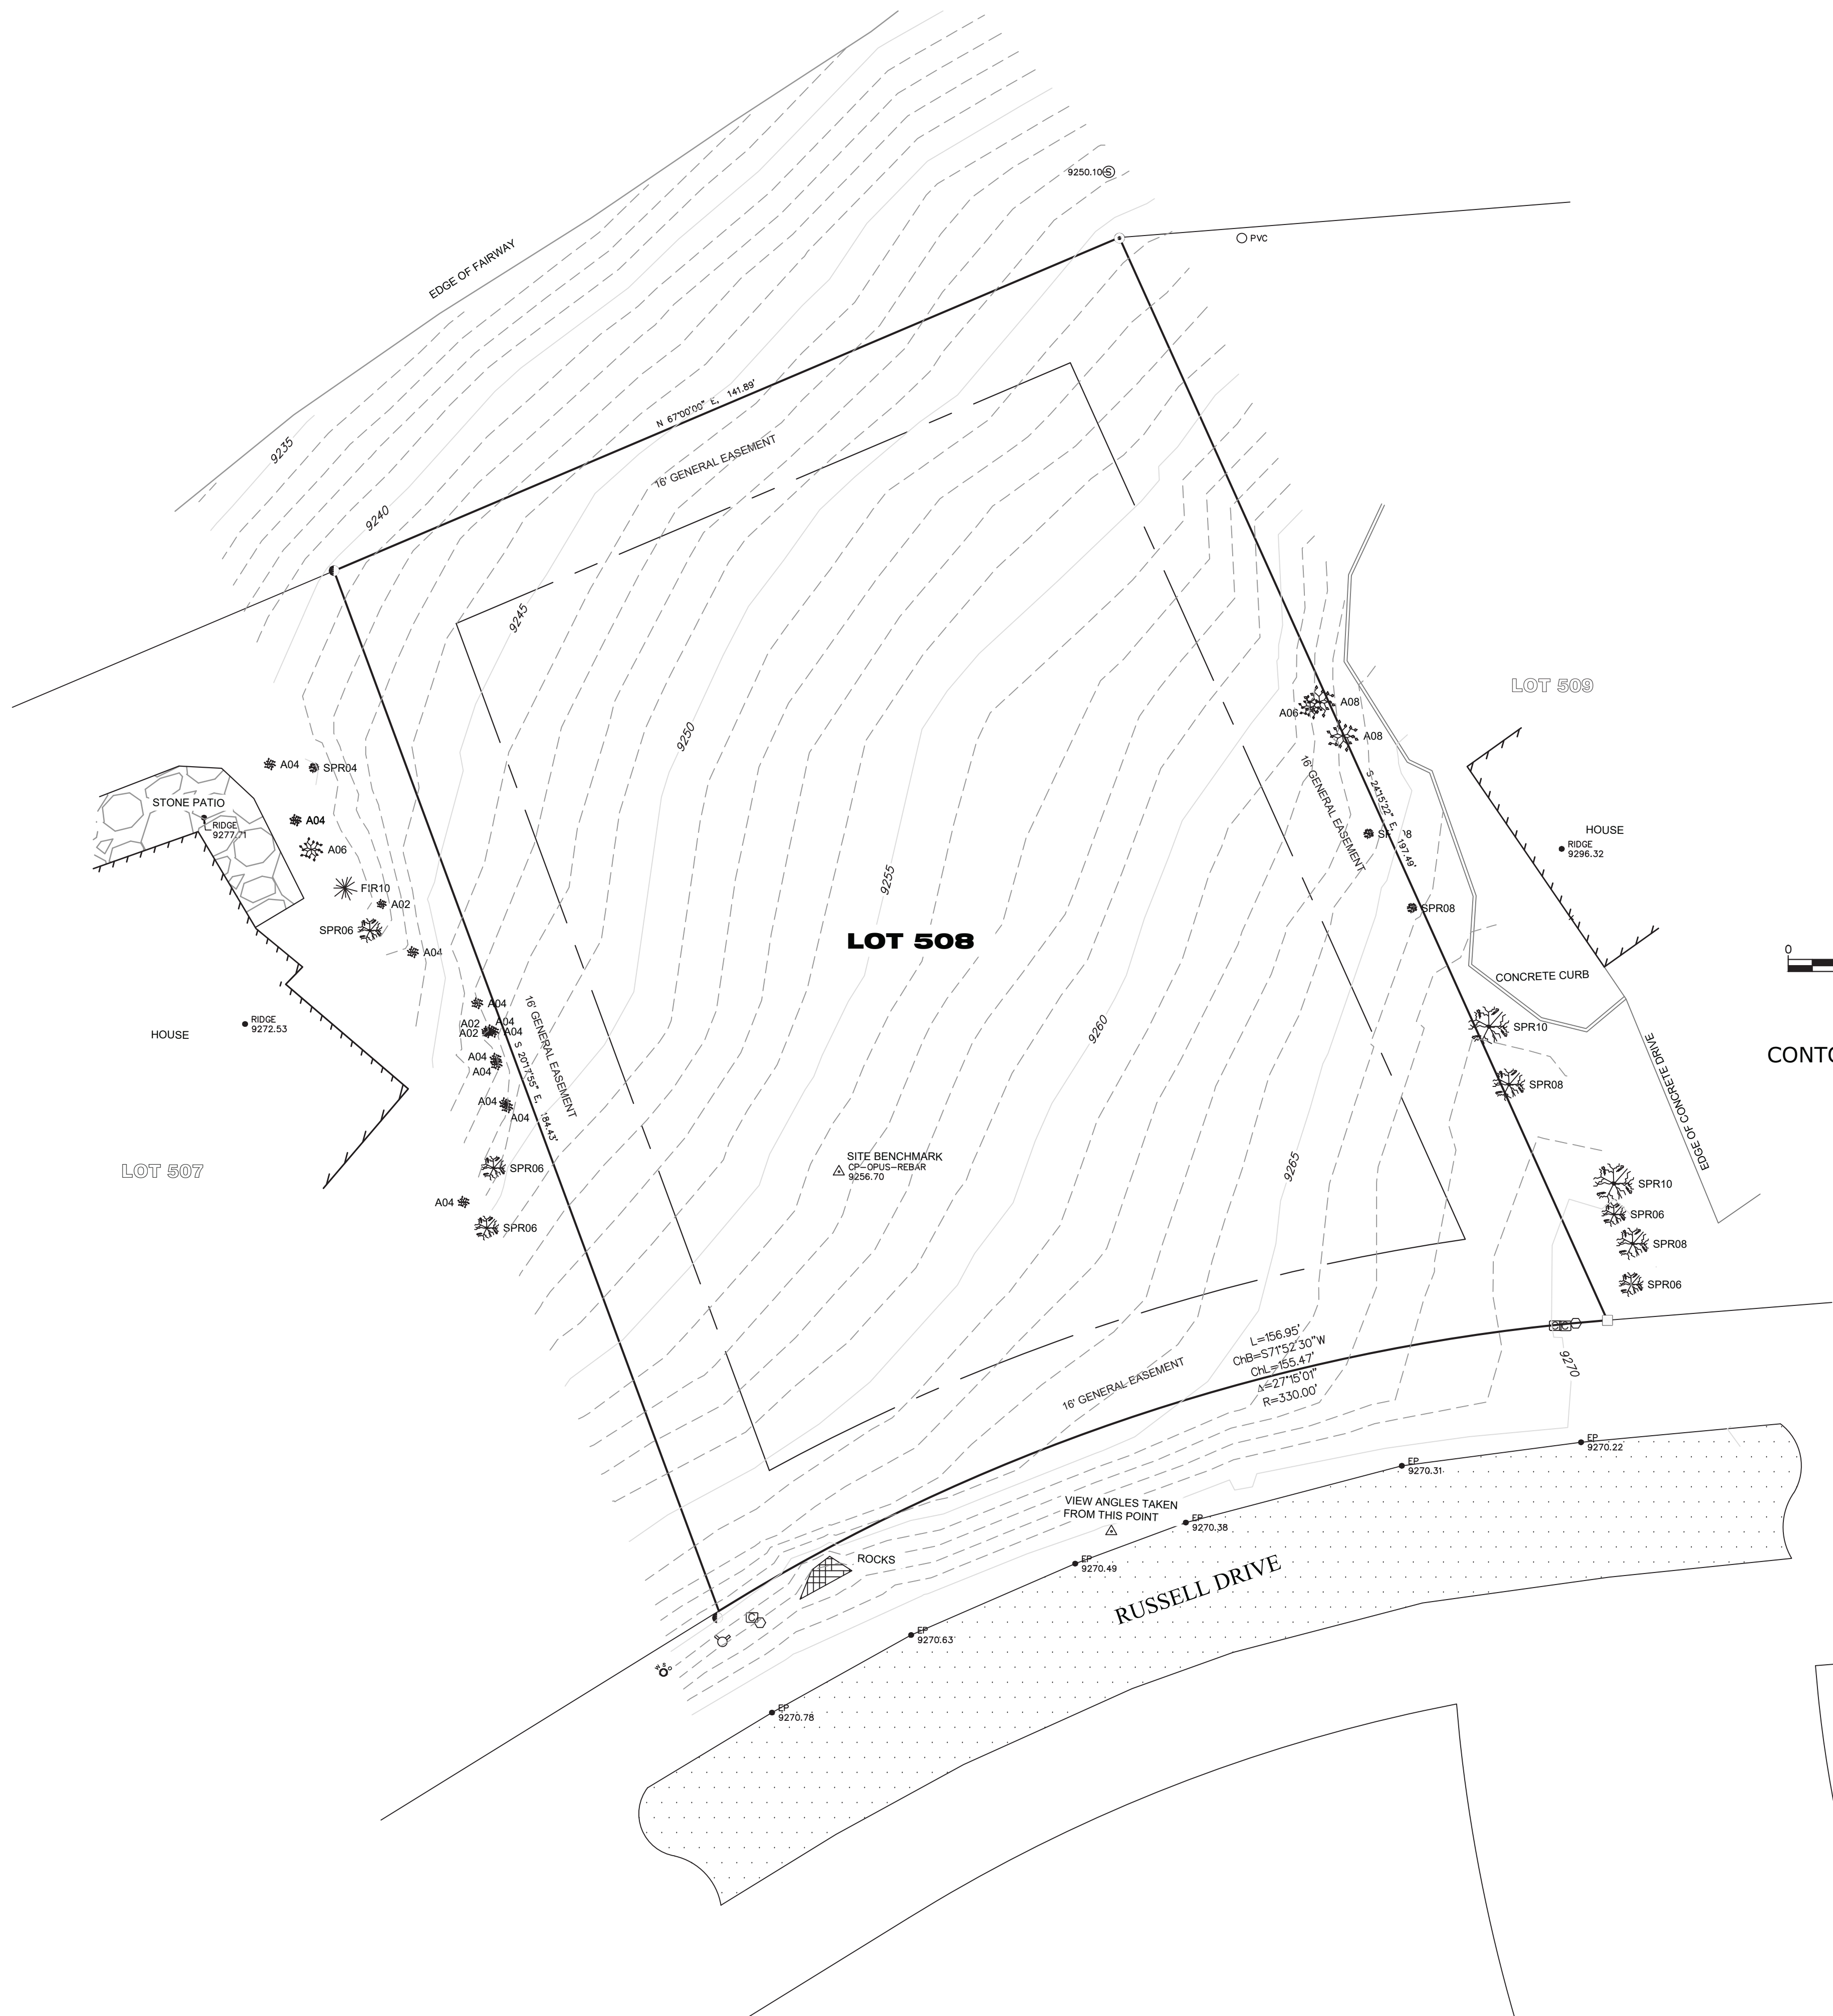 9250.10 S
PVC
EDGE OF FAIRWAY
N 67°00'00" E, 141.89'
16' GENERAL EASEMENT
9235
9240
9245
9250
LOT 509
A08
A06
A08
16' GENERAL EASEMENT
S 24°15'22" E, 197.49'
HOUSE
RIDGE
9296.32
A04
SPR04
STONE PATIO
RIDGE
9277.71
A04
A06
FIR10
A02
SPR06
A04
9255
SPR08
LOT 508
0
CONCRETE CURB
SPR10
EDGE OF CONCRETE DRIVE
SPR08
A04
A02
A04
A02
A04
A04
A04
A04
A04
16' GENERAL EASEMENT
S 20°17'55" E, 184.43'
RIDGE
9272.53
HOUSE
9260
LOT 507
SITE BENCHMARK
CP-OPUS-REBAR
9256.70
SPR06
A04
SPR06
9265
SPR10
SPR06
SPR08
SPR06
L=156.95'
ChB=S71°52'30"W
ChL=155.47'
Δ=27°15'01"
R=330.00'
16' GENERAL EASEMENT
CC
9270
EP
9270.22
EP
9270.31
VIEW ANGLES TAKEN
FROM THIS POINT
EP
9270.38
ROCKS
EP
9270.49
RUSSELL DRIVE
C
EP
9270.63
W S O
EP
9270.78